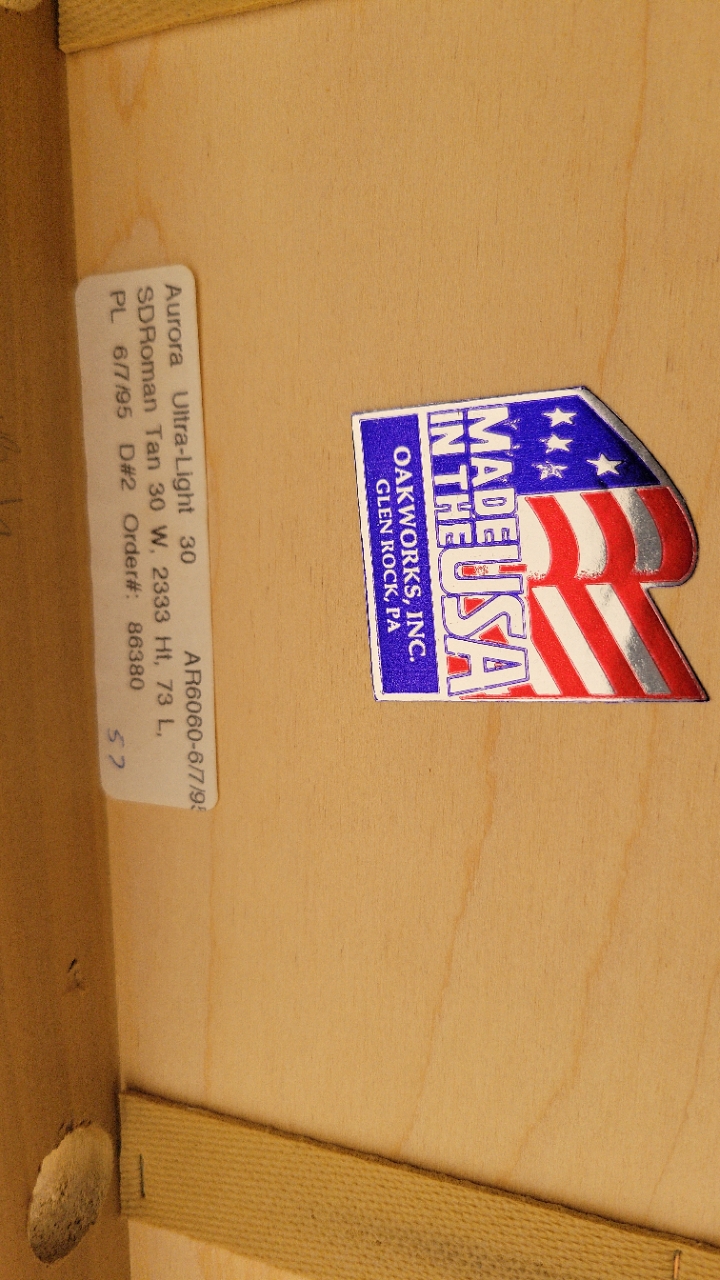 MADE
IN THE USA
OAKWORKS, INC.
GLEN ROCK, PA
Aurora Ultra-Light 30 AR6060-6/7/95
SDRoman Tan 30 W, 2333 Ht, 73 L,
PL 6/7/95 D#2 Order#: 86380
57